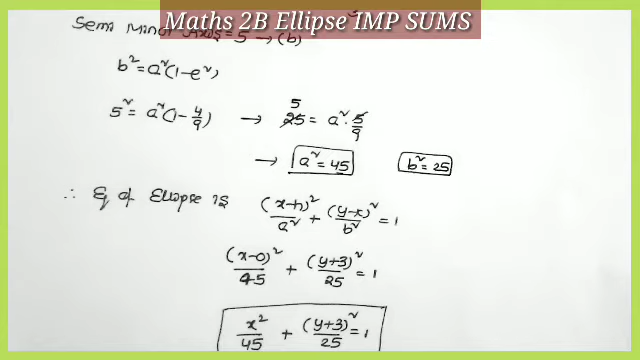 Maths 2B Ellipse IMP SUMS
Semi Minor Axis = 5 → (b)
b² = a²(1-e²)
5² = a²(1- 4/9) → 25 = a² · 5/9
5
→ a² = 45 b² = 25
∴ Eq of Ellipse is (x-h)²/a² + (y-k)²/b² = 1
(x-0)²/45 + (y+3)²/25 = 1
x²/45 + (y+3)²/25 = 1